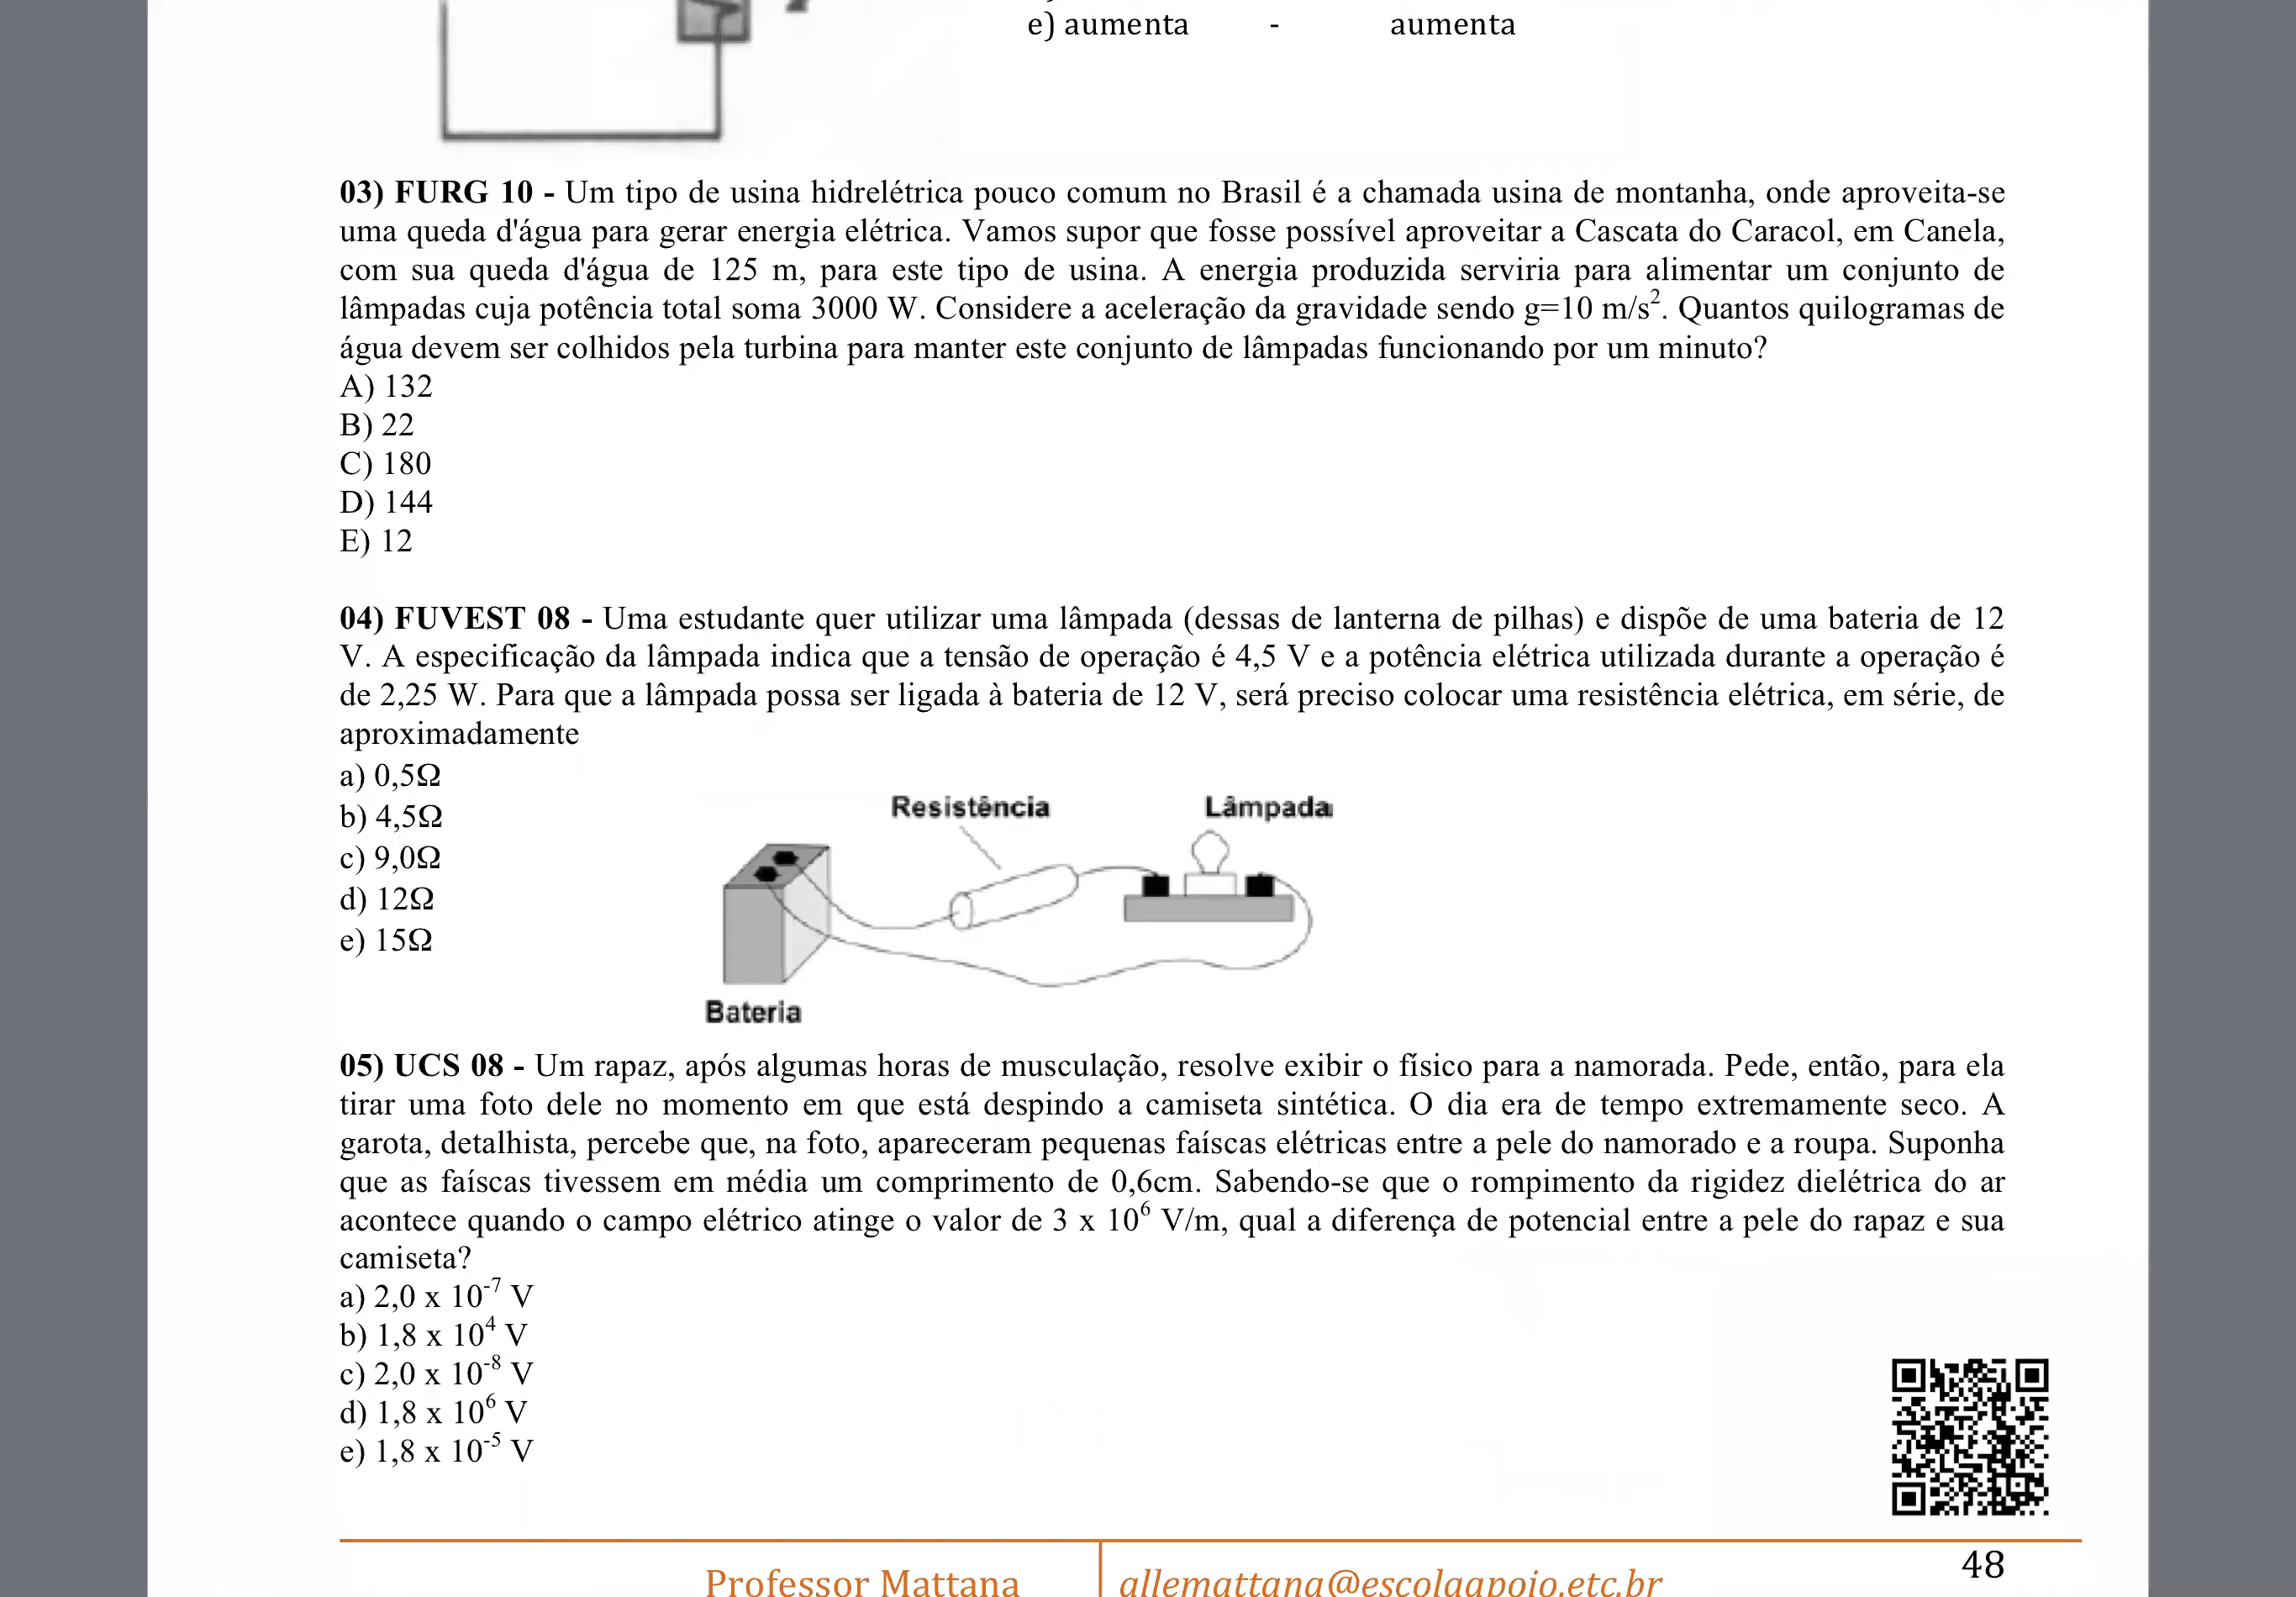 e) aumenta - aumenta
03) FURG 10 - Um tipo de usina hidrelétrica pouco comum no Brasil é a chamada usina de montanha, onde aproveita-se
uma queda d'água para gerar energia elétrica. Vamos supor que fosse possível aproveitar a Cascata do Caracol, em Canela,
com sua queda d'água de 125 m, para este tipo de usina. A energia produzida serviria para alimentar um conjunto de
lâmpadas cuja potência total soma 3000 W. Considere a aceleração da gravidade sendo g=10 m/s². Quantos quilogramas de
água devem ser colhidos pela turbina para manter este conjunto de lâmpadas funcionando por um minuto?
A) 132
B) 22
C) 180
D) 144
E) 12
04) FUVEST 08 - Uma estudante quer utilizar uma lâmpada (dessas de lanterna de pilhas) e dispõe de uma bateria de 12
V. A especificação da lâmpada indica que a tensão de operação é 4,5 V e a potência elétrica utilizada durante a operação é
de 2,25 W. Para que a lâmpada possa ser ligada à bateria de 12 V, será preciso colocar uma resistência elétrica, em série, de
aproximadamente
a) 0,5Ω
b) 4,5Ω
c) 9,0Ω
d) 12Ω
e) 15Ω
Resistência Lâmpada
Bateria
05) UCS 08 - Um rapaz, após algumas horas de musculação, resolve exibir o físico para a namorada. Pede, então, para ela
tirar uma foto dele no momento em que está despindo a camiseta sintética. O dia era de tempo extremamente seco. A
garota, detalhista, percebe que, na foto, apareceram pequenas faíscas elétricas entre a pele do namorado e a roupa. Suponha
que as faíscas tivessem em média um comprimento de 0,6cm. Sabendo-se que o rompimento da rigidez dielétrica do ar
acontece quando o campo elétrico atinge o valor de 3 x 10⁶ V/m, qual a diferença de potencial entre a pele do rapaz e sua
camiseta?
a) 2,0 x 10⁻⁷ V
b) 1,8 x 10⁴ V
c) 2,0 x 10⁻⁸ V
d) 1,8 x 10⁶ V
e) 1,8 x 10⁻⁵ V
Professor Mattana allemattana@escolaapoio.etc.br 48